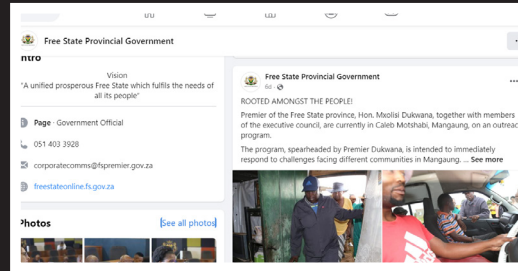 Free State Provincial Government
ntro
Vision
"A unified prosperous Free State which fulfils the needs of
all its people"
Page · Government Official
051 403 3928
corporatecomms@fspremier.gov.za
freestateonline.fs.gov.za
Photos
See all photos
Free State Provincial Government
6d ·
ROOTED AMONGST THE PEOPLE!
Premier of the Free State province, Hon. Mxolisi Dukwana, together with members
of the executive council, are currently in Caleb Motshabi, Mangaung, on an outreac
program.
The program, spearheaded by Premier Dukwana, is intended to immediately
respond to challenges facing different communities in Mangaung. ... See more